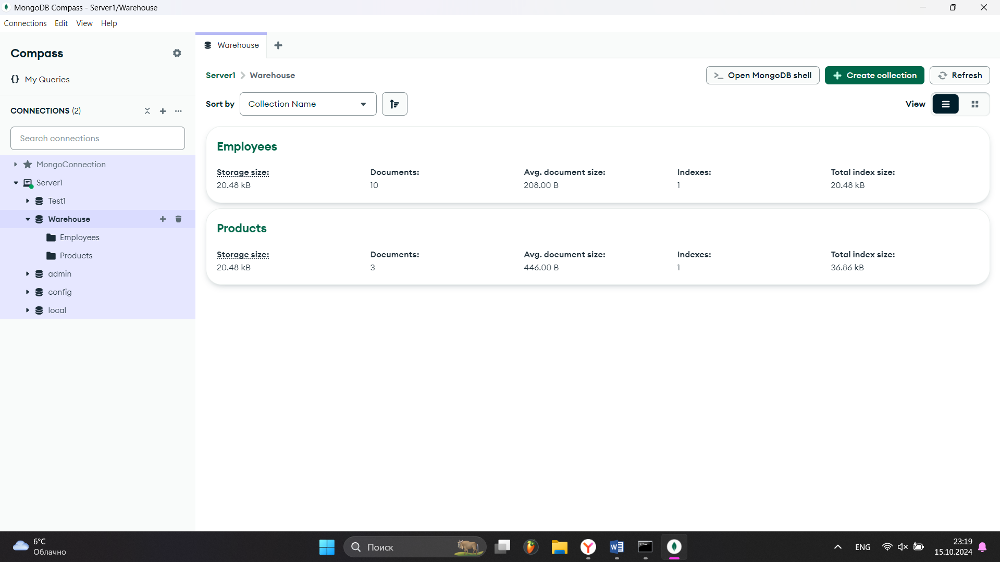 MongoDB Compass - Server1/Warehouse
Connections Edit View Help
Compass
{} My Queries
CONNECTIONS (2)
Search connections
MongoConnection
Server1
Test1
Warehouse
Employees
Products
admin
config
local
Warehouse
Server1 > Warehouse
>_ Open MongoDB shell
+ Create collection
Refresh
Sort by Collection Name
View
Employees
Storage size: Documents: Avg. document size: Indexes: Total index size:
20.48 kB 10 208.00 B 1 20.48 kB
Products
Storage size: Documents: Avg. document size: Indexes: Total index size:
20.48 kB 3 446.00 B 1 36.86 kB
6°C
Облачно
Поиск
ENG
23:19
15.10.2024